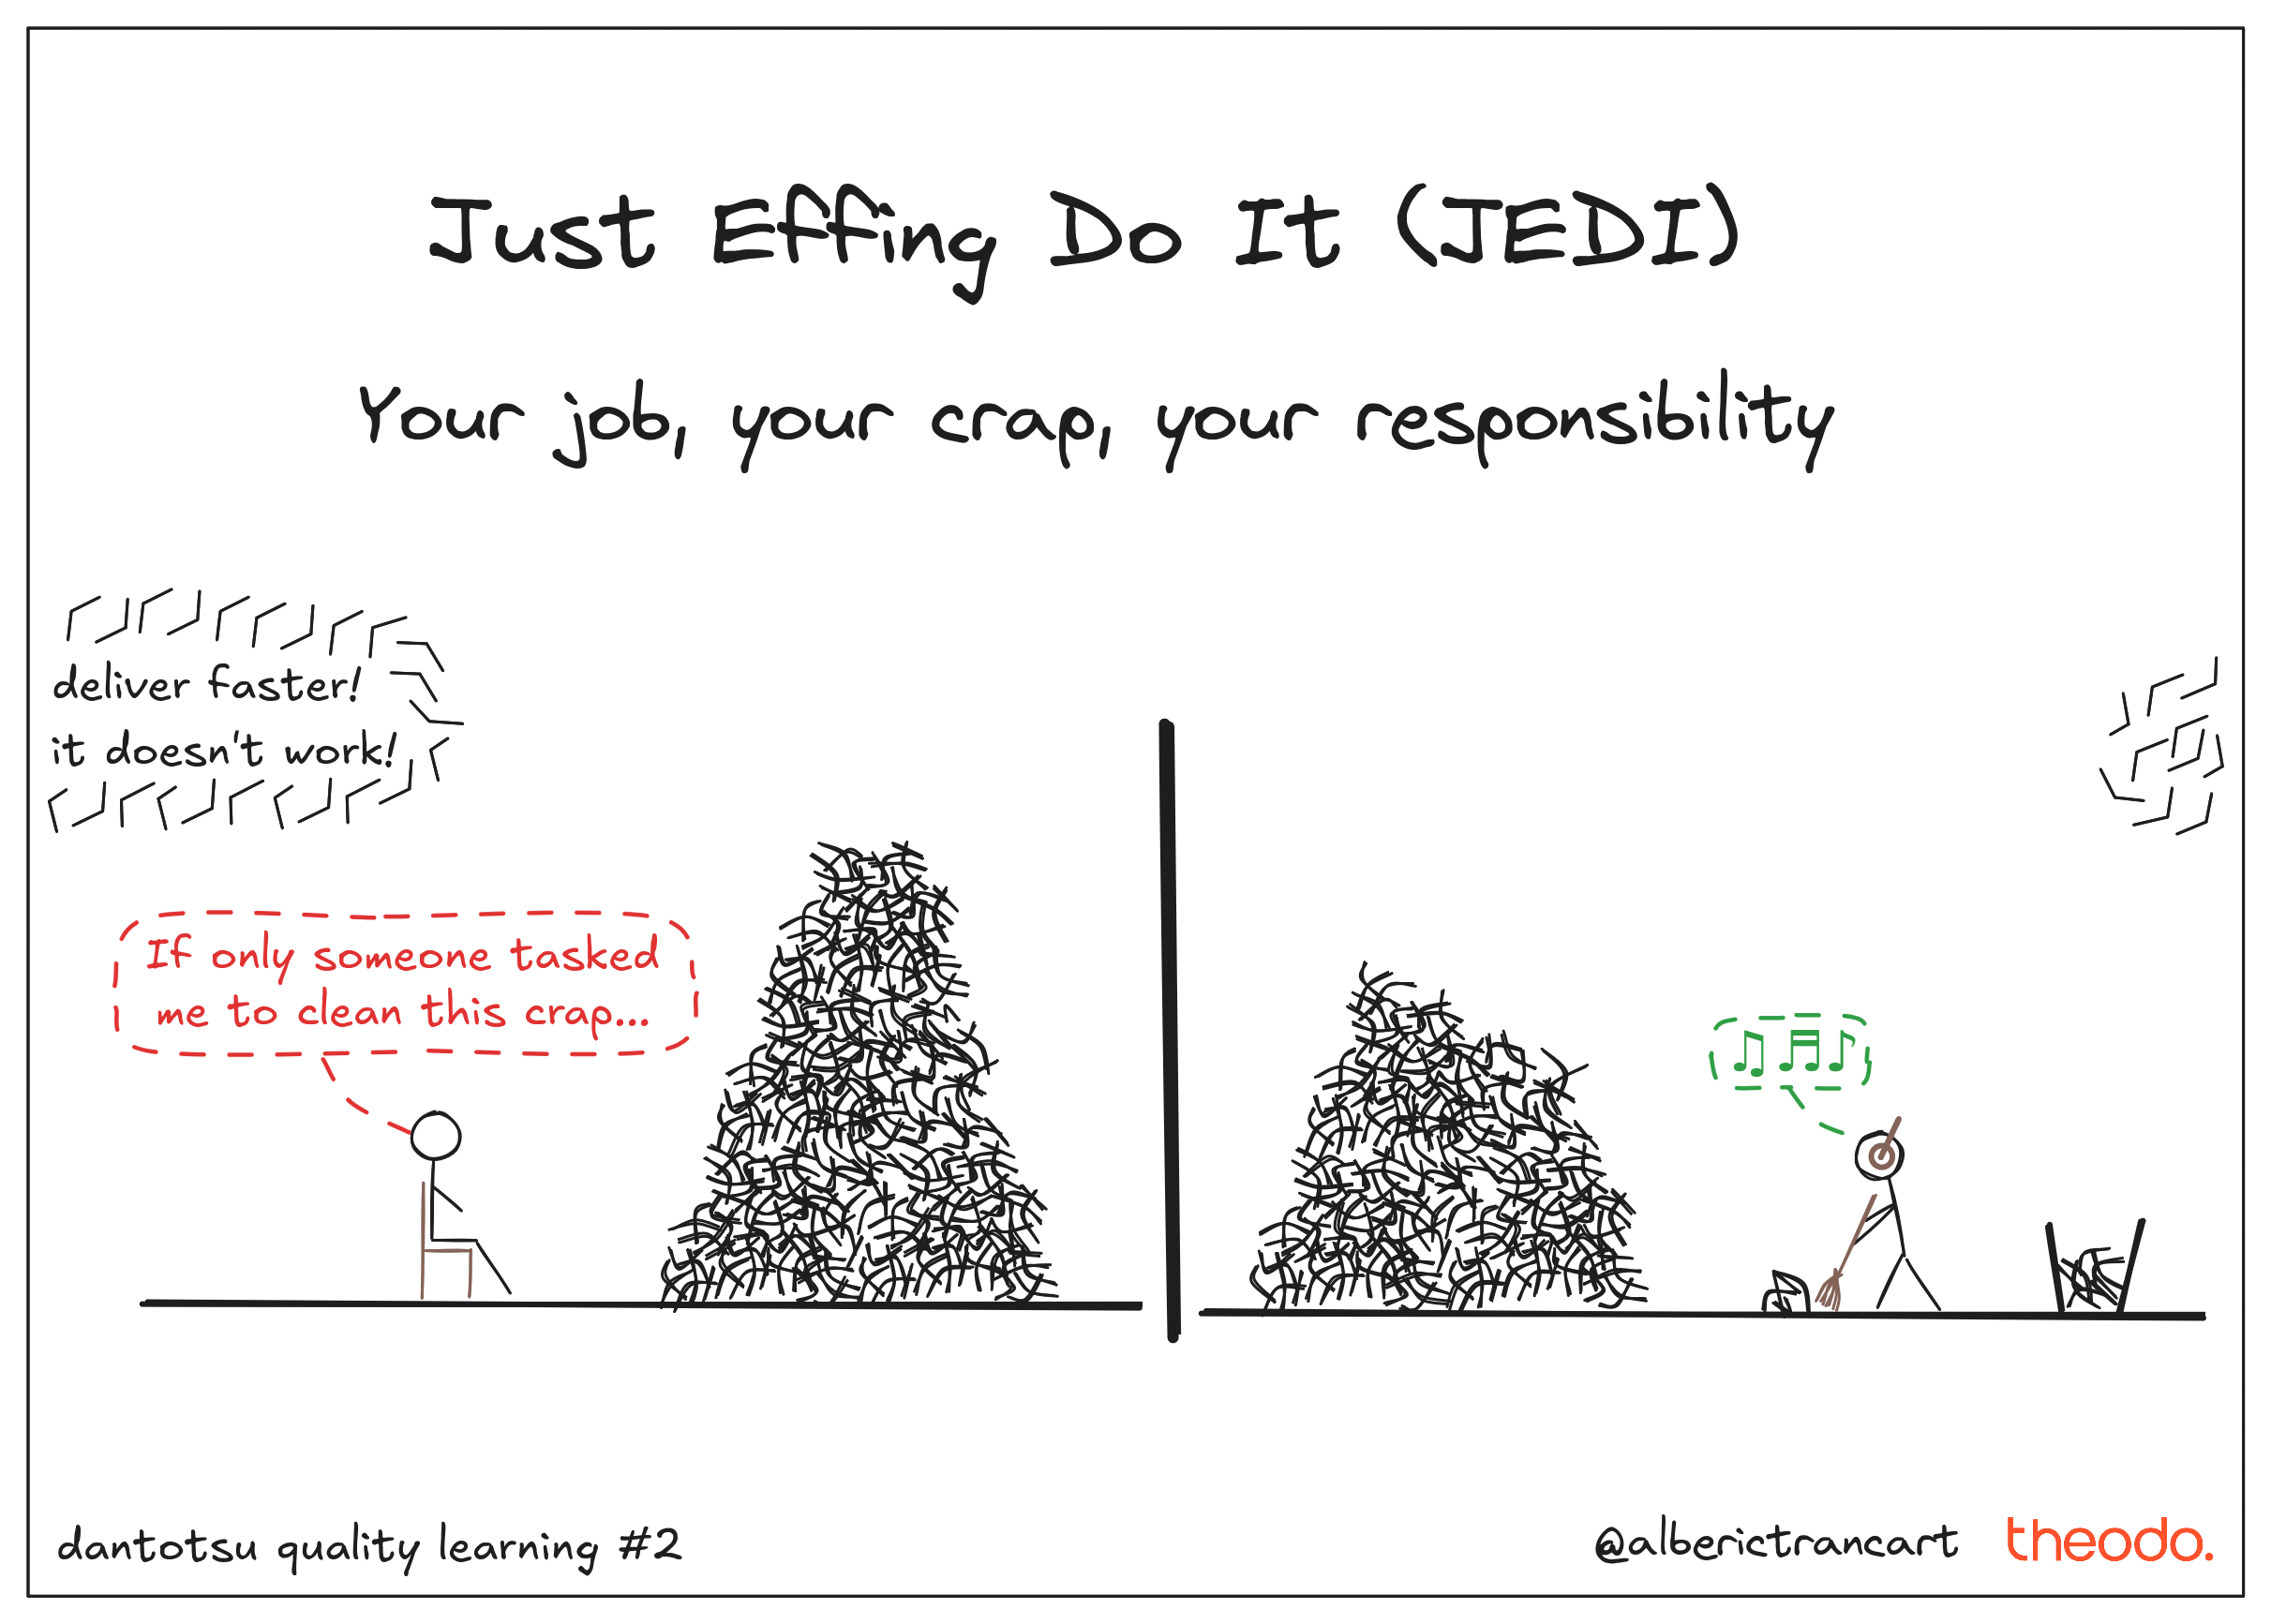 Just Effing Do It (JEDI)
Your job, your crap, your responsibility
deliver faster!
it doesn't work!
If only someone tasked
me to clean this crap...
♫ ♬ ♪
dantotsu quality learning #2
@alberictrancart
theodo.